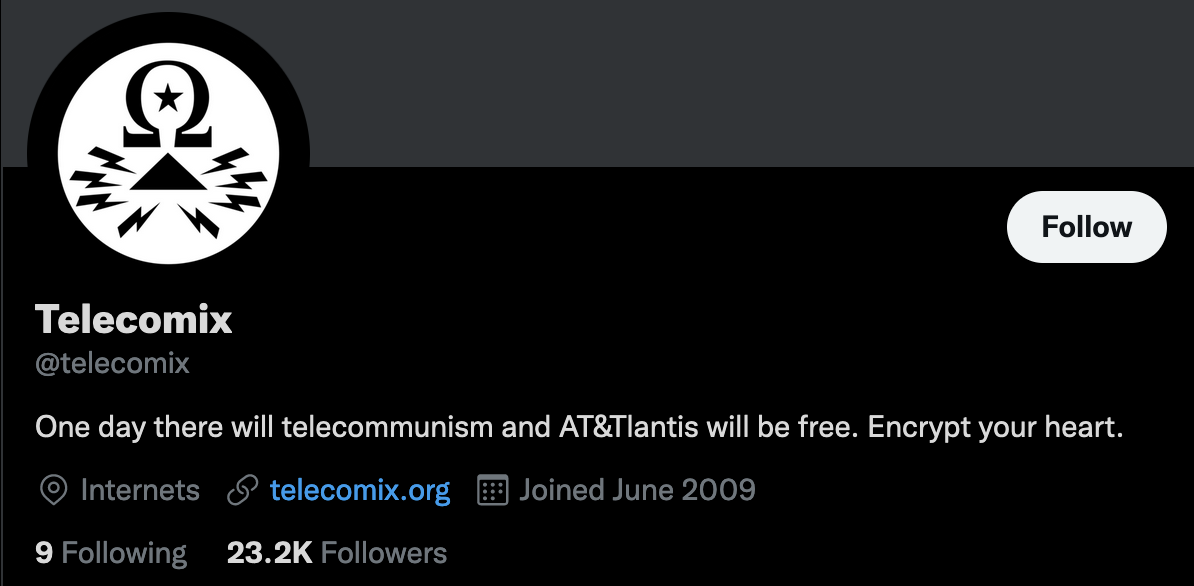 Ω
Follow
Telecomix
@telecomix
One day there will telecommunism and AT&Tlantis will be free. Encrypt your heart.
Internets telecomix.org Joined June 2009
9 Following 23.2K Followers